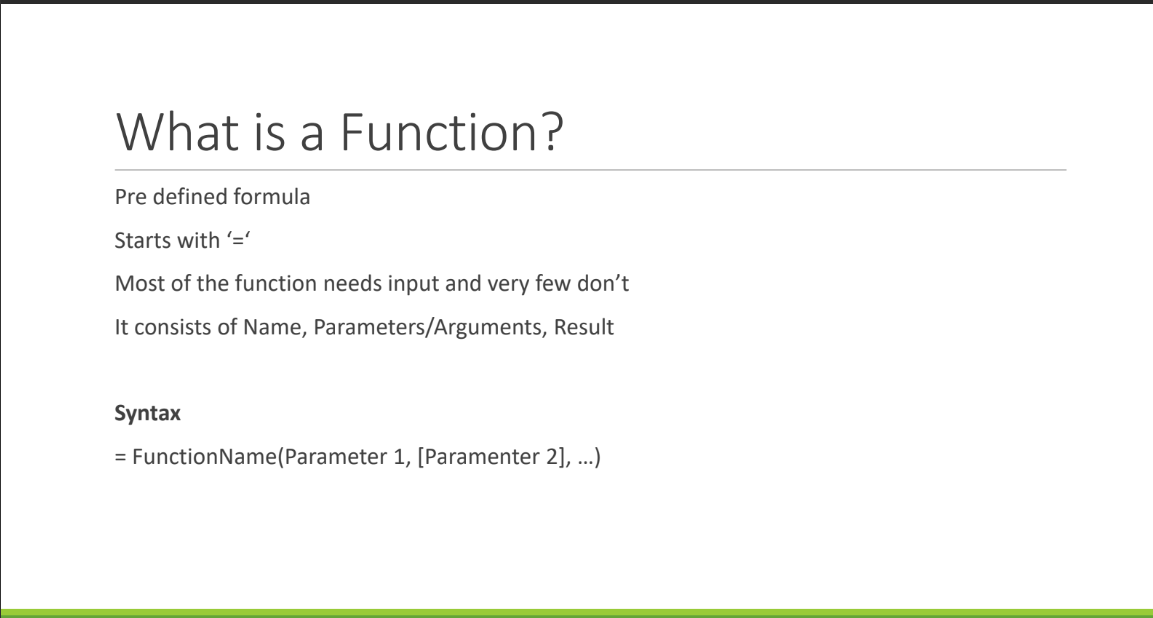 What is a Function?
Pre defined formula
Starts with ‘=‘
Most of the function needs input and very few don’t
It consists of Name, Parameters/Arguments, Result
Syntax
= FunctionName(Parameter 1, [Paramenter 2], …)